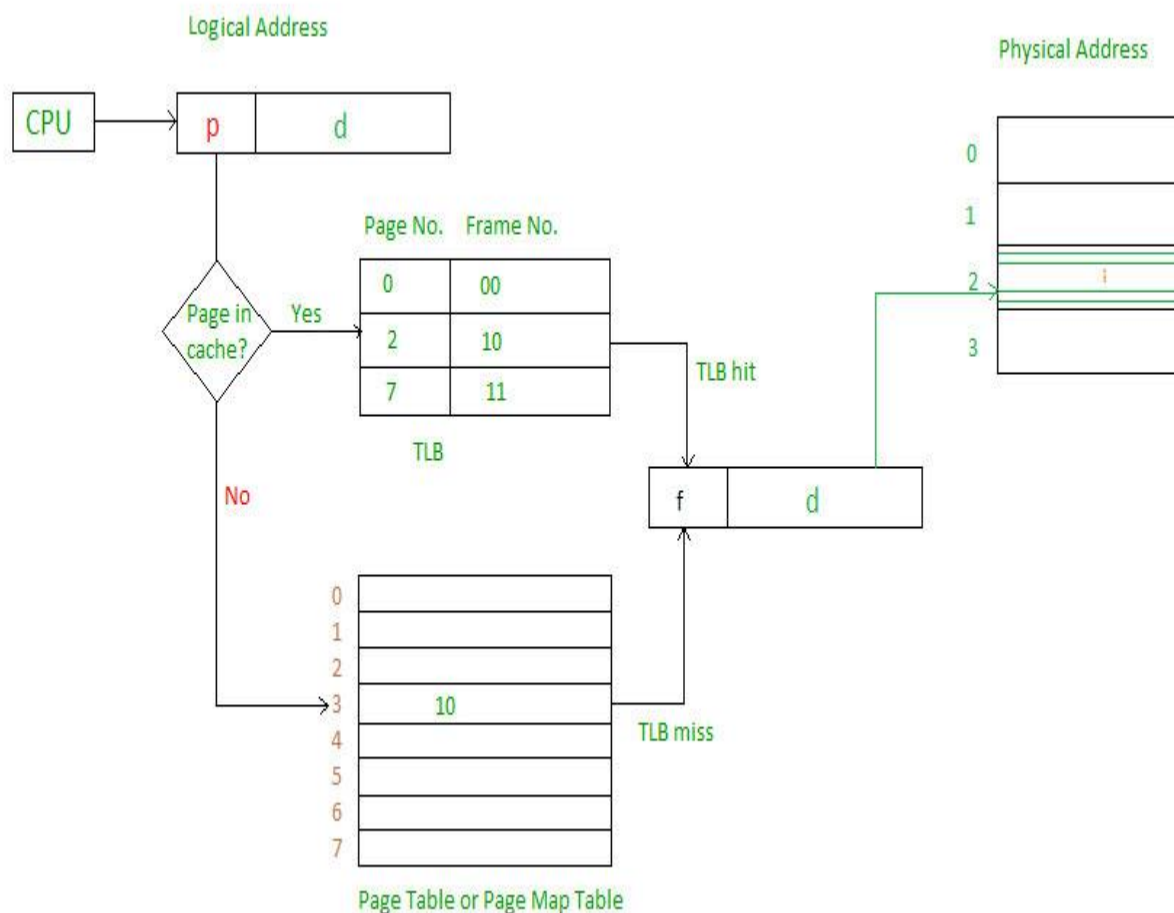 Logical Address
Physical Address
CPU
p
d
0
1
2
i
3
Page No. Frame No.
0 00
2 10
7 11
TLB
Page in
cache?
Yes
No
TLB hit
f
d
0
1
2
3 10
4
5
6
7
TLB miss
Page Table or Page Map Table